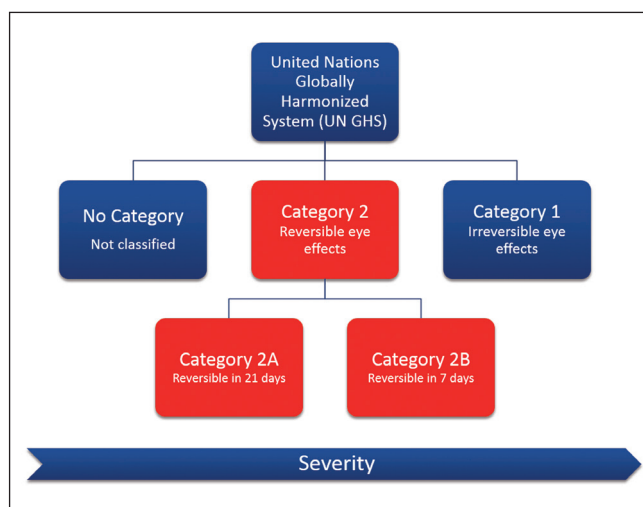 United Nations
Globally
Harmonized
System (UN GHS)
No Category
Not classified
Category 2
Reversible eye
effects
Category 1
Irreversible eye
effects
Category 2A
Reversible in 21 days
Category 2B
Reversible in 7 days
Severity